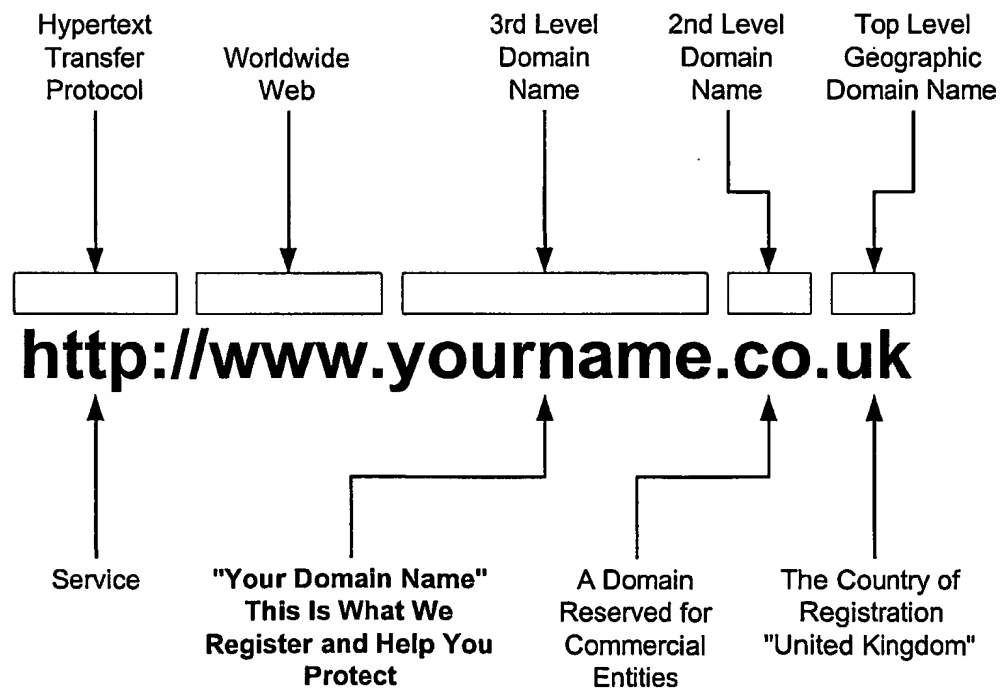 Hypertext
Transfer
Protocol
Worldwide
Web
3rd Level
Domain
Name
2nd Level
Domain
Name
Top Level
Geographic
Domain Name
http://www.yourname.co.uk
Service
"Your Domain Name"
This Is What We
Register and Help You
Protect
A Domain
Reserved for
Commercial
Entities
The Country of
Registration
"United Kingdom"